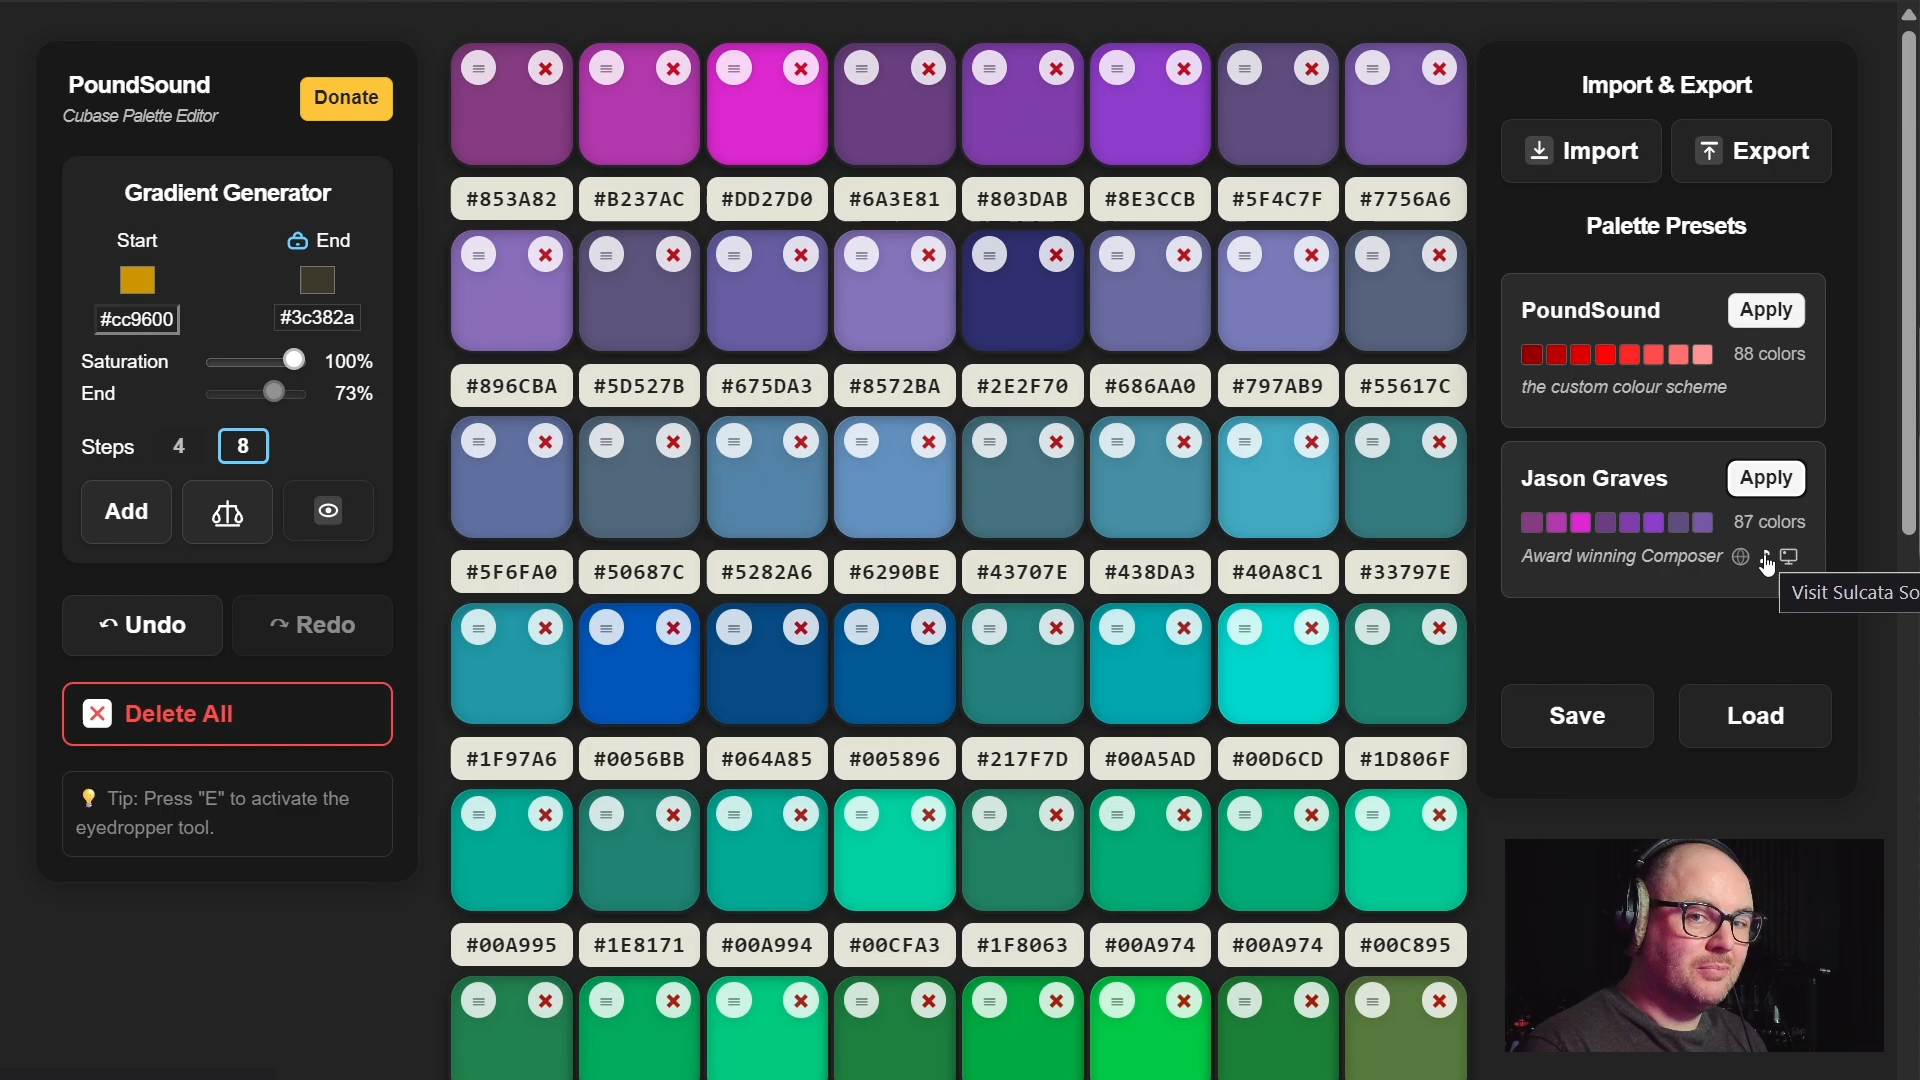 PoundSound
Cubase Palette Editor
Donate
Gradient Generator
Start
End
#cc9600
#3c382a
Saturation 100%
End 73%
Steps 4 8
Add
Undo
Redo
Delete All
Tip: Press "E" to activate the
eyedropper tool.
#853A82 #B237AC #DD27D0 #6A3E81 #803DAB #8E3CCB #5F4C7F #7756A6
#896CBA #5D527B #675DA3 #8572BA #2E2F70 #686AA0 #797AB9 #55617C
#5F6FA0 #50687C #5282A6 #6290BE #43707E #438DA3 #40A8C1 #33797E
#1F97A6 #0056BB #064A85 #005896 #217F7D #00A5AD #00D6CD #1D806F
#00A995 #1E8171 #00A994 #00CFA3 #1F8063 #00A974 #00A974 #00C895
Import & Export
Import
Export
Palette Presets
PoundSound
Apply
88 colors
the custom colour scheme
Jason Graves
Apply
87 colors
Award winning Composer
Visit Sulcata So
Save
Load